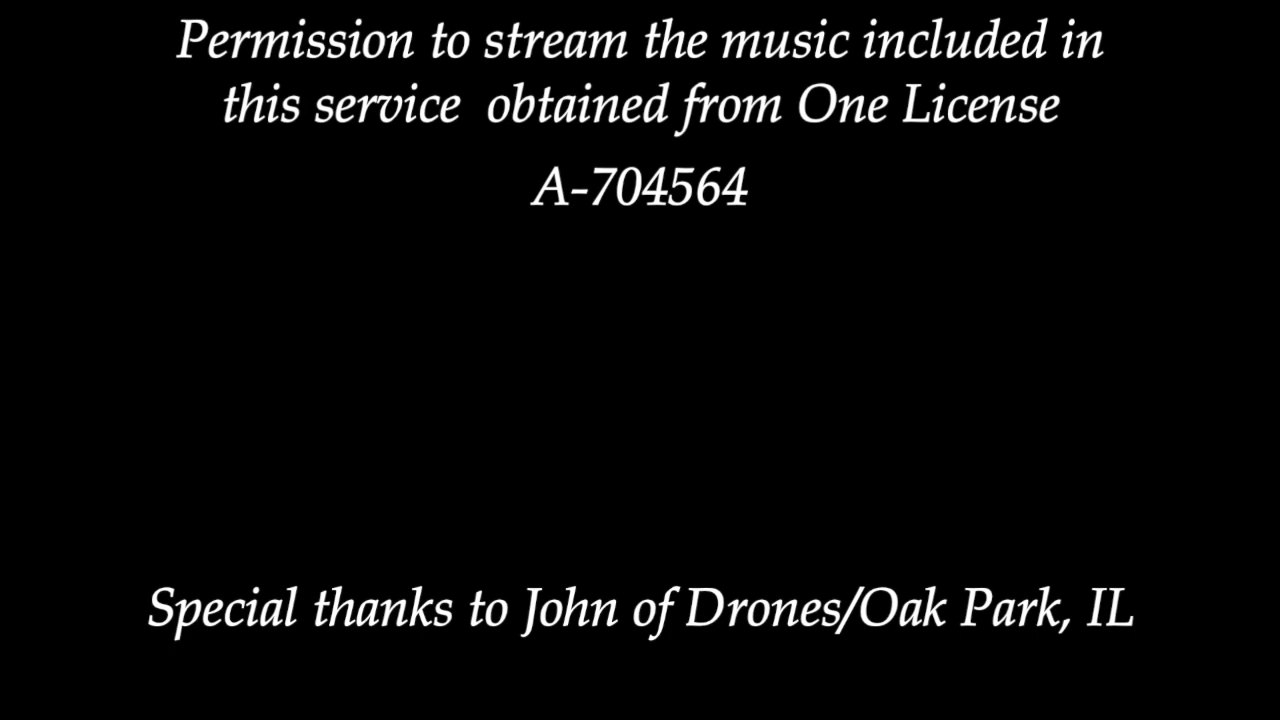 Permission to stream the music included in
this service  obtained from One License
A-704564
Special thanks to John of Drones/Oak Park, IL